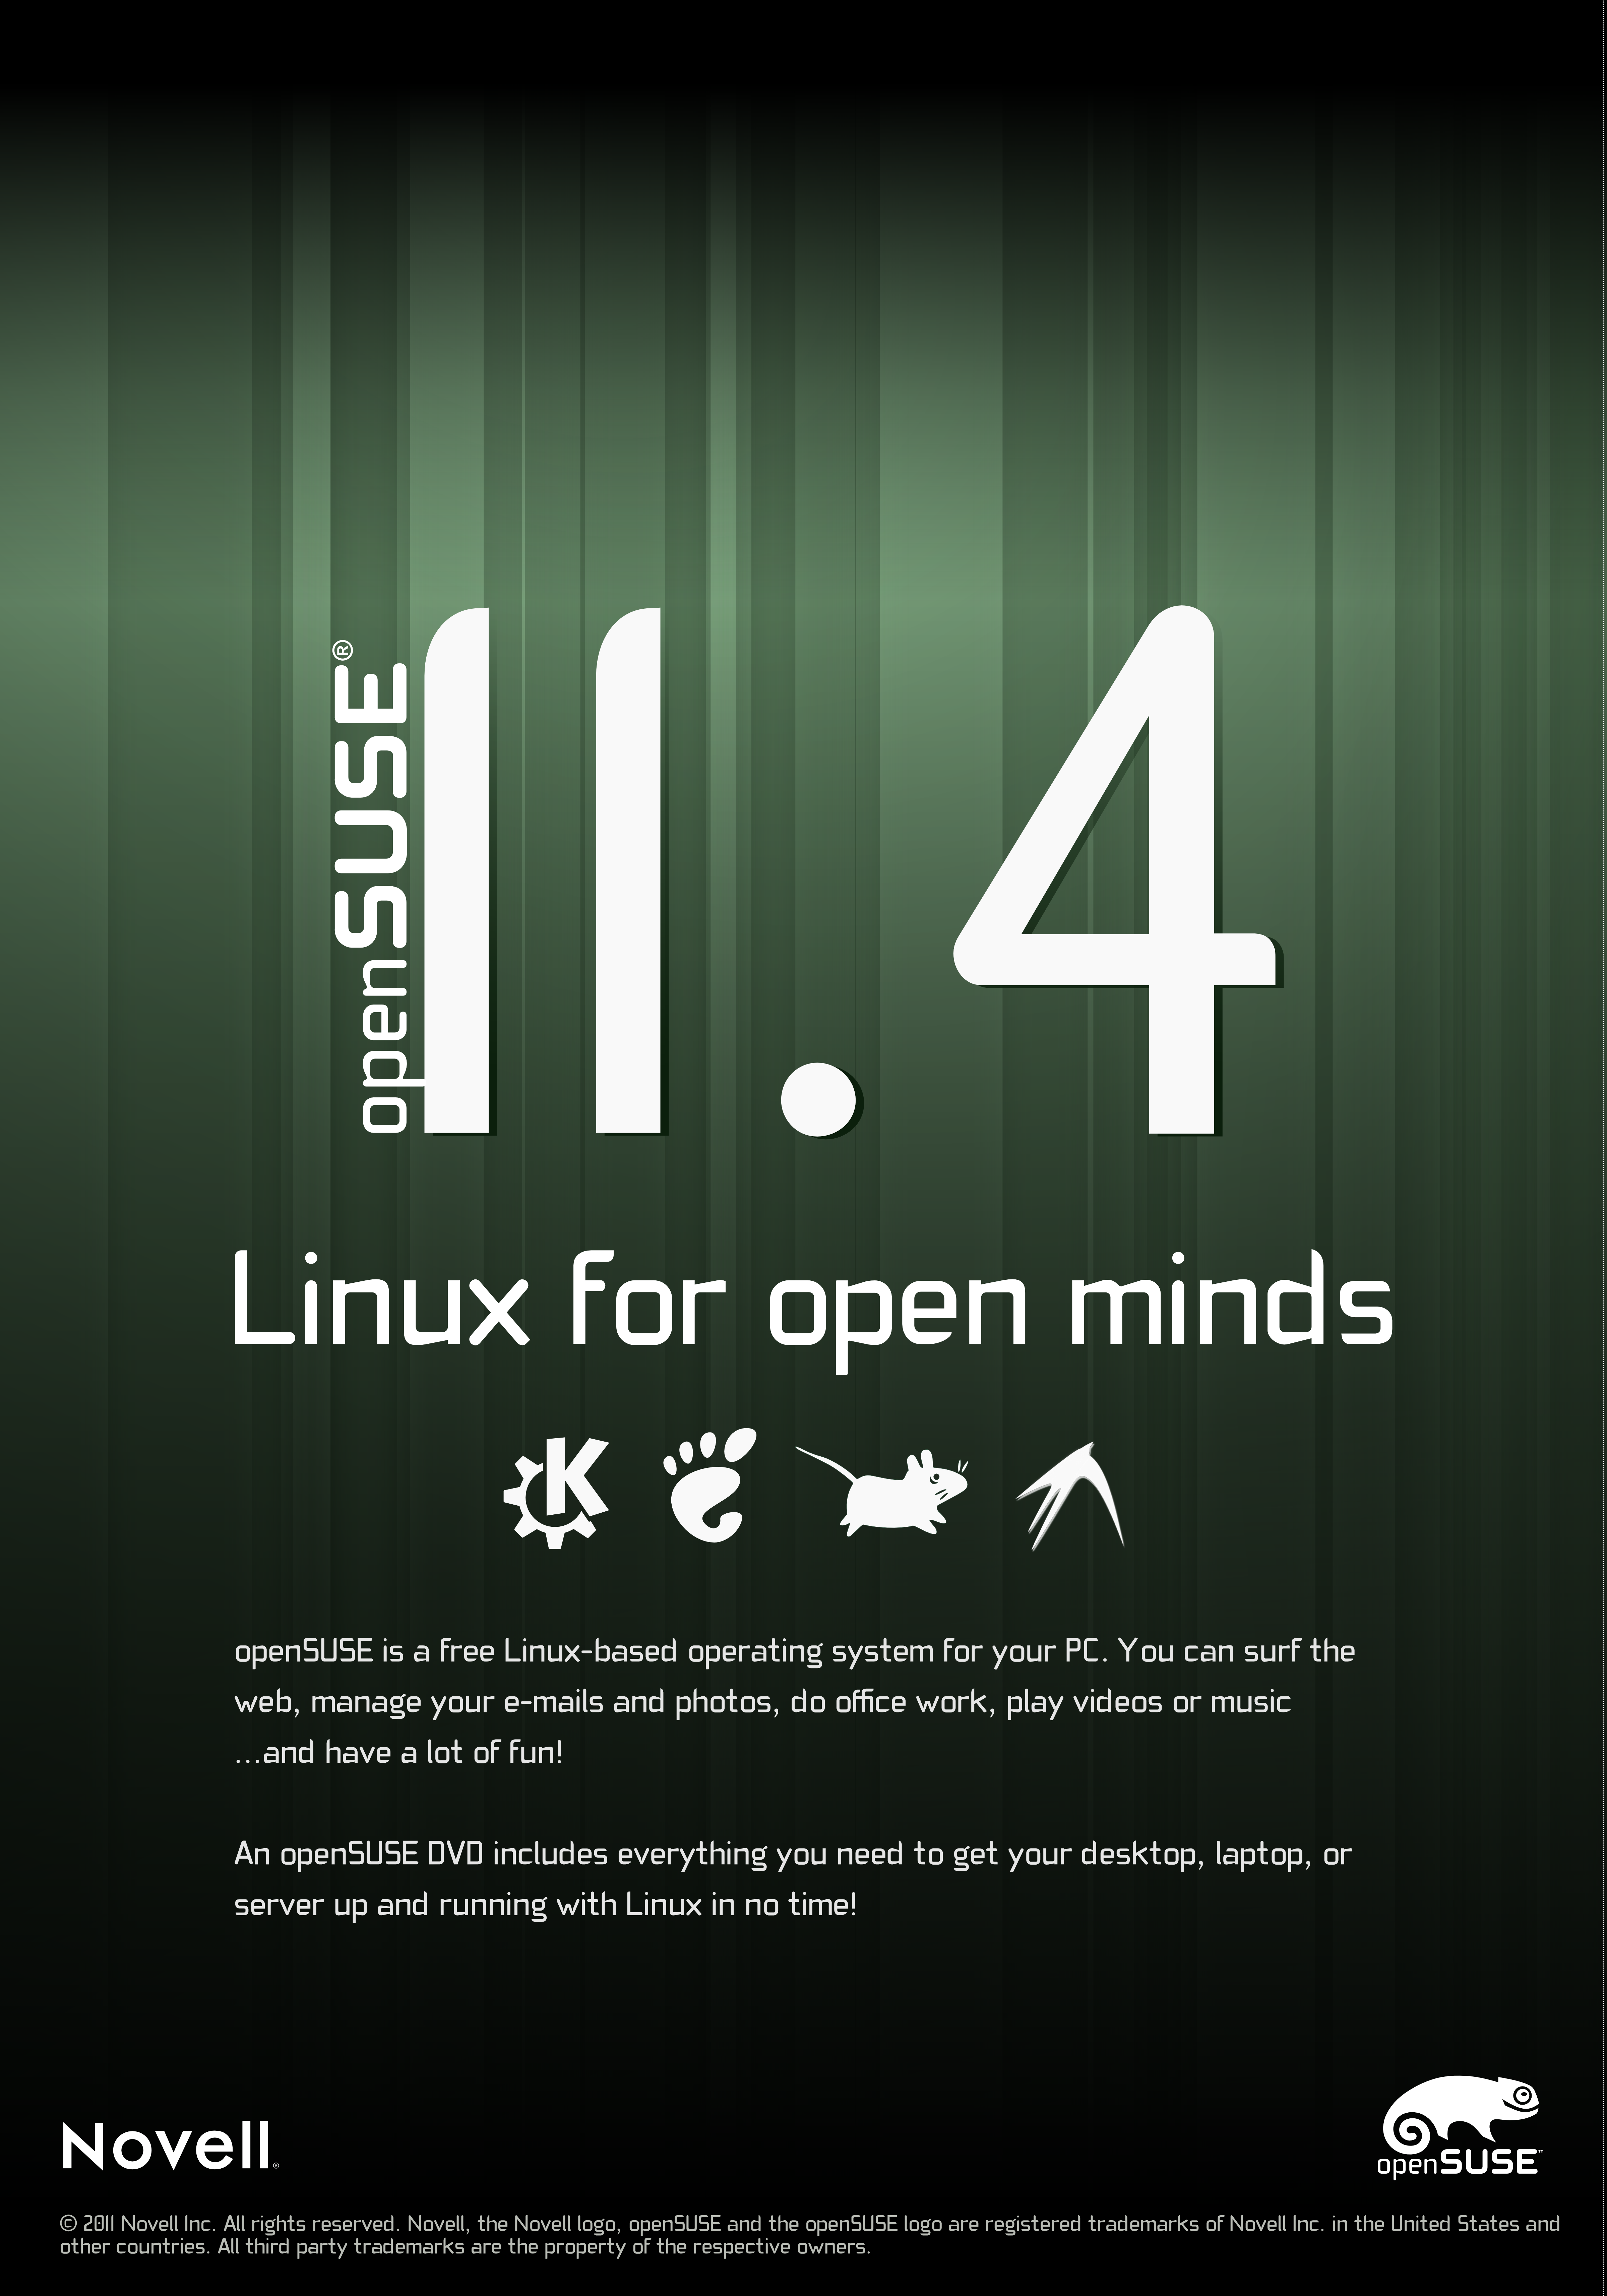 openSUSE®
11.4
Linux for open minds
openSUSE is a free Linux-based operating system for your PC. You can surf the
web, manage your e-mails and photos, do office work, play videos or music
...and have a lot of fun!
An openSUSE DVD includes everything you need to get your desktop, laptop, or
server up and running with Linux in no time!
Novell®
openSUSE™
© 2011 Novell Inc. All rights reserved. Novell, the Novell logo, openSUSE and the openSUSE logo are registered trademarks of Novell Inc. in the United States and
other countries. All third party trademarks are the property of the respective owners.